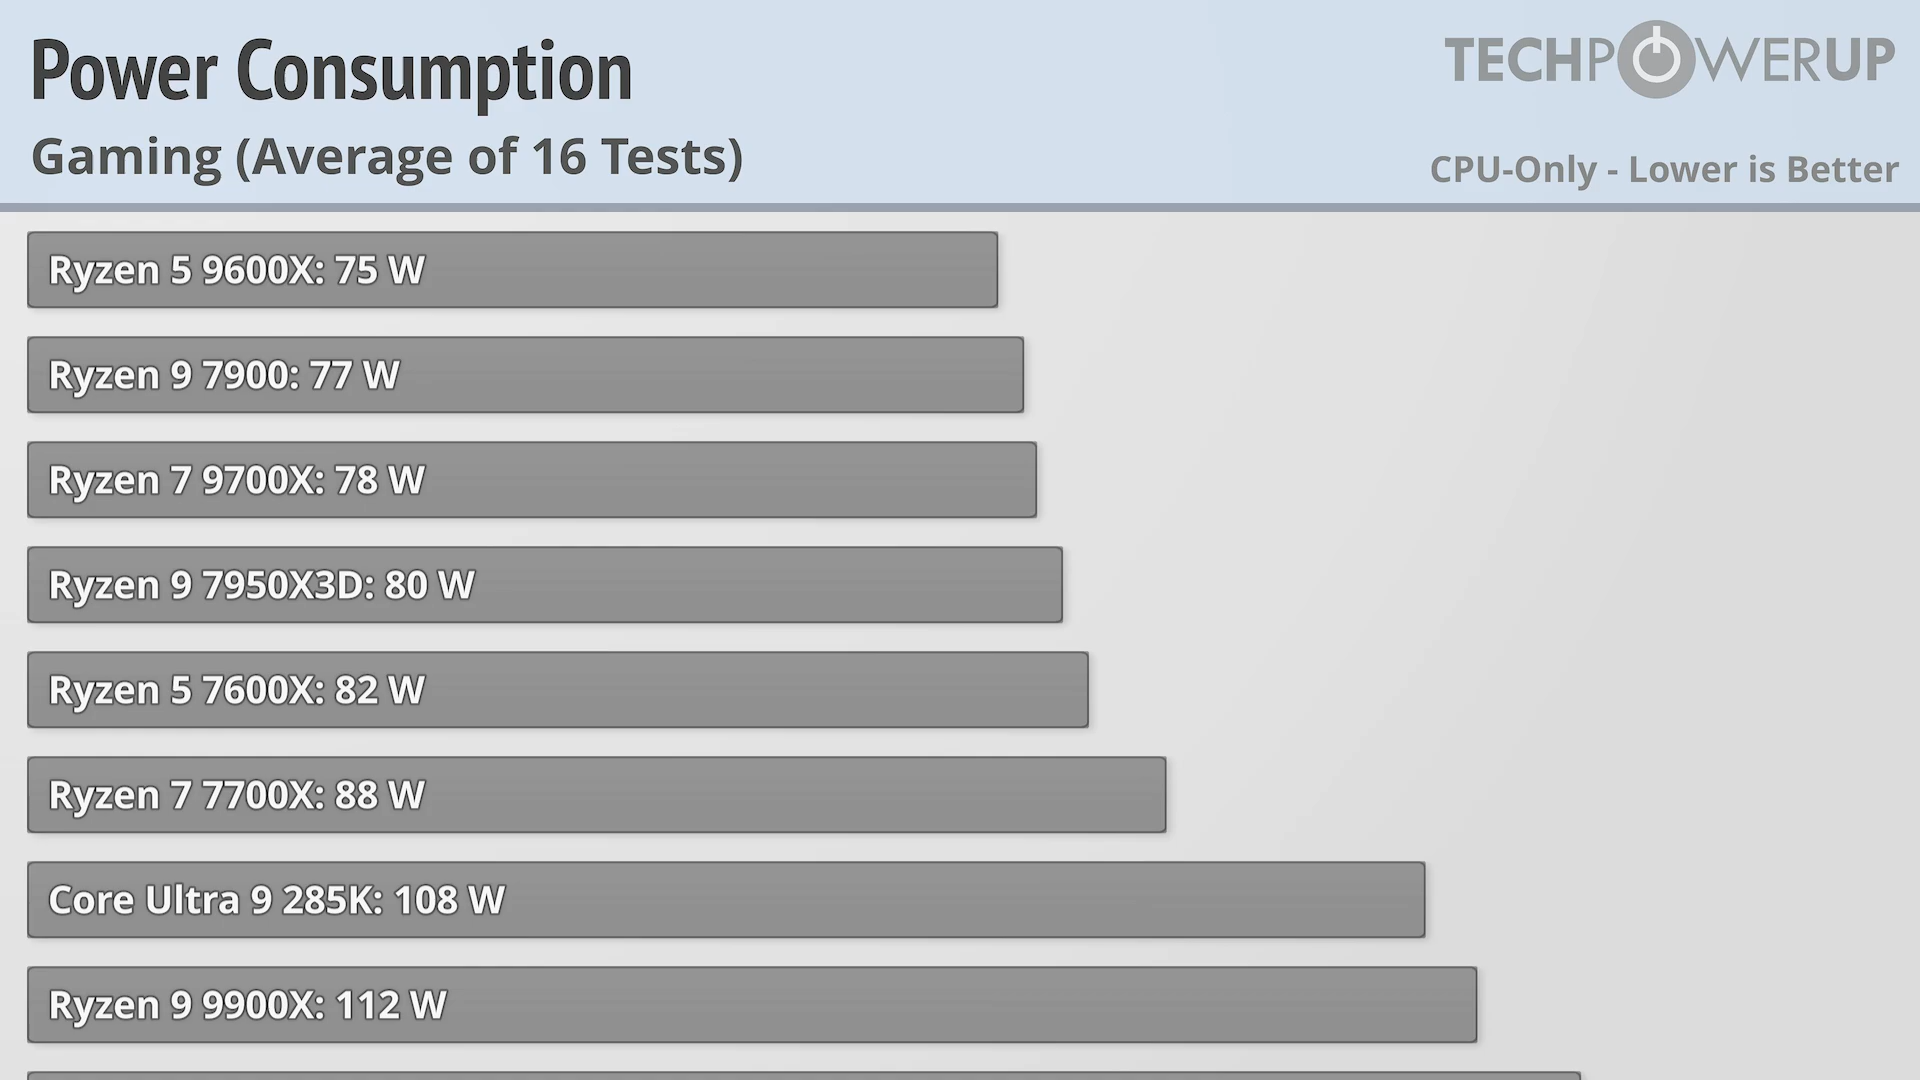 Power Consumption
TECHPOWERUP
Gaming (Average of 16 Tests)
CPU-Only - Lower is Better
Ryzen 5 9600X: 75 W
Ryzen 9 7900: 77 W
Ryzen 7 9700X: 78 W
Ryzen 9 7950X3D: 80 W
Ryzen 5 7600X: 82 W
Ryzen 7 7700X: 88 W
Core Ultra 9 285K: 108 W
Ryzen 9 9900X: 112 W